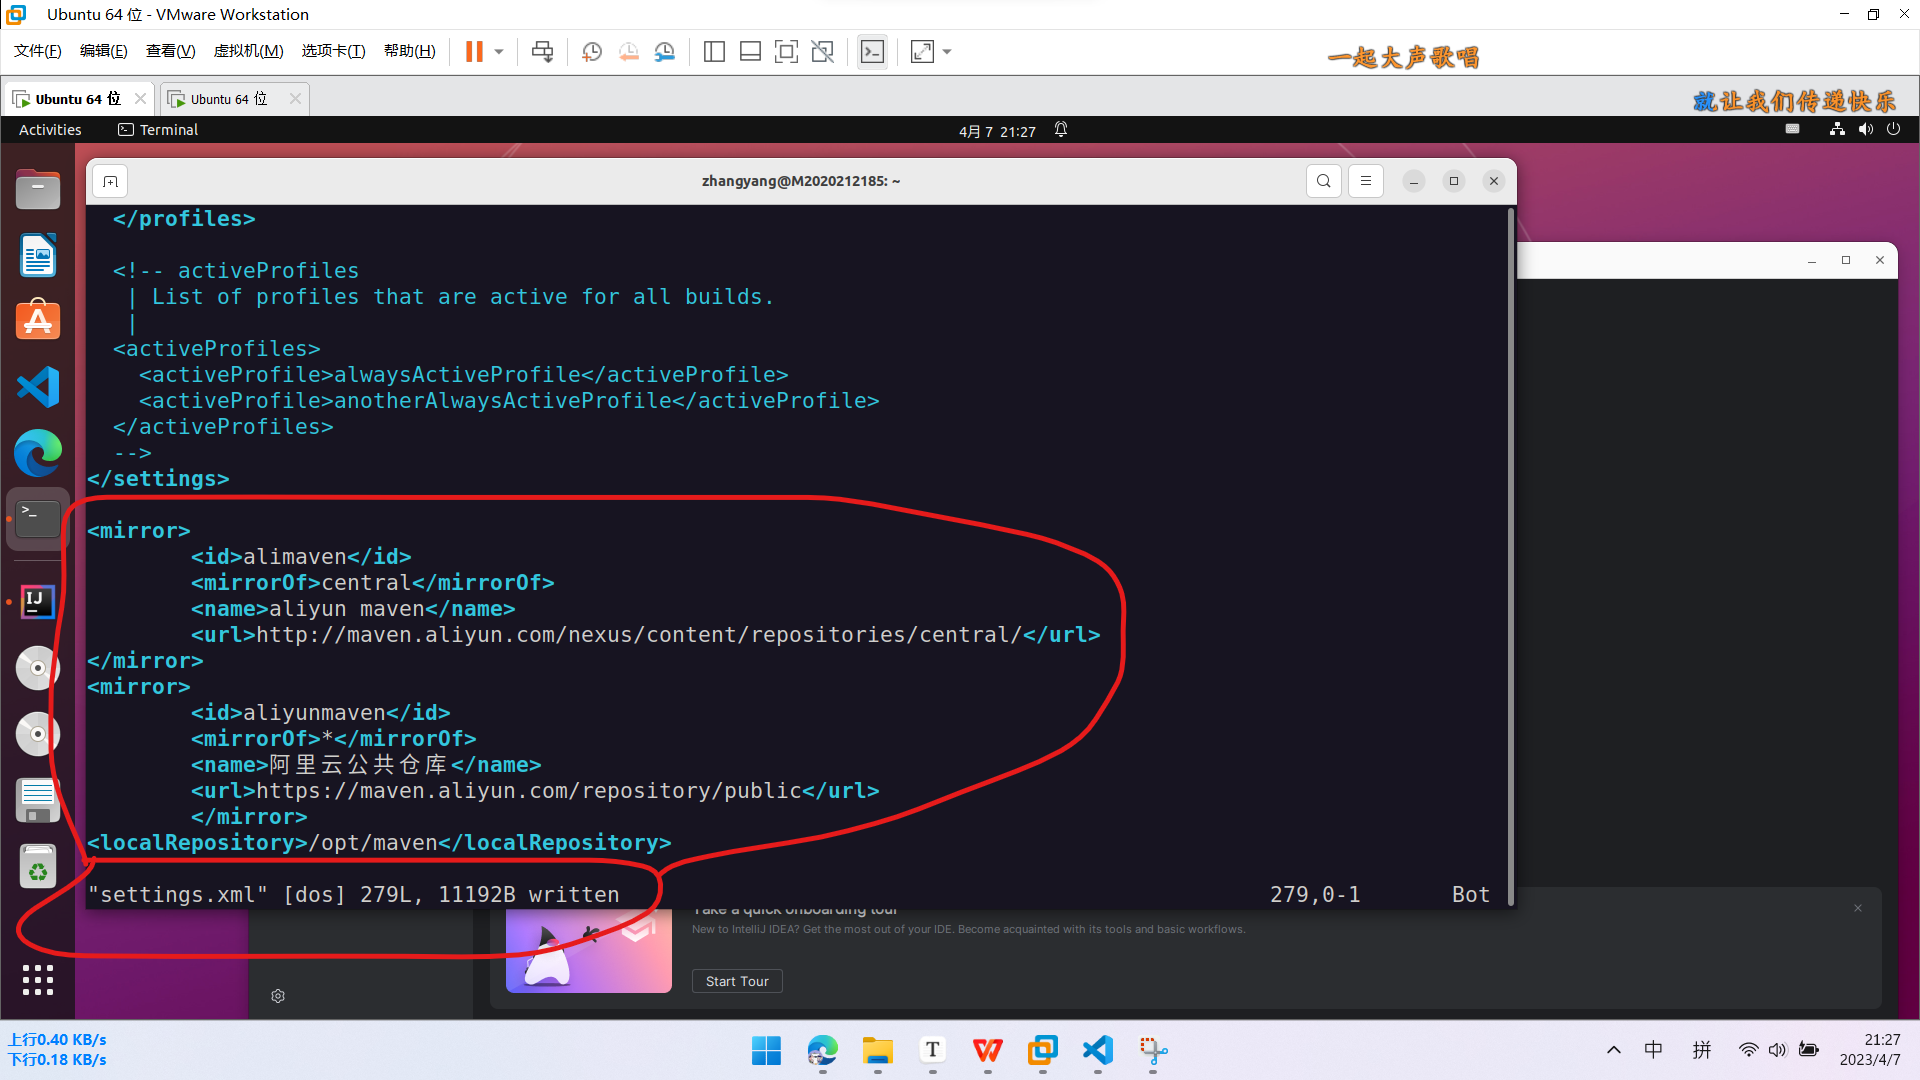 Ubuntu 64 位 - VMware Workstation
文件(F) 编辑(E) 查看(V) 虚拟机(M) 选项卡(T) 帮助(H)
一起大声歌唱
就让我们传递快乐
Ubuntu 64 位
Ubuntu 64 位
Activities
Terminal
4月 7 21:27
zhangyang@M2020212185: ~
</profiles>
<!-- activeProfiles
| List of profiles that are active for all builds.
|
<activeProfiles>
<activeProfile>alwaysActiveProfile</activeProfile>
<activeProfile>anotherAlwaysActiveProfile</activeProfile>
</activeProfiles>
-->
</settings>
<mirror>
<id>alimaven</id>
<mirrorOf>central</mirrorOf>
<name>aliyun maven</name>
<url>http://maven.aliyun.com/nexus/content/repositories/central/</url>
</mirror>
<mirror>
<id>aliyunmaven</id>
<mirrorOf>*</mirrorOf>
<name>阿里云公共仓库</name>
<url>https://maven.aliyun.com/repository/public</url>
</mirror>
<localRepository>/opt/maven</localRepository>
"settings.xml" [dos] 279L, 11192B written 279,0-1 Bot
Take a quick onboarding tour
New to IntelliJ IDEA? Get the most out of your IDE. Become acquainted with its tools and basic workflows.
Start Tour
上行0.40 KB/s
下行0.18 KB/s
中 拼
21:27
2023/4/7